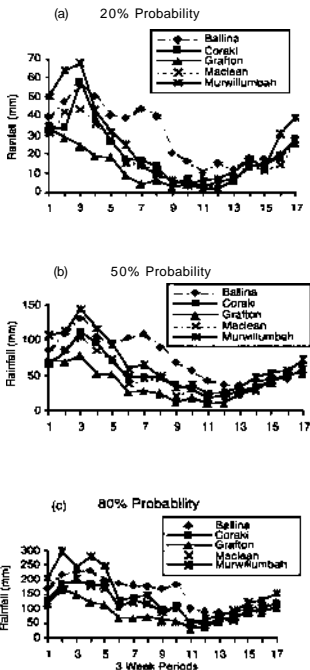 (a) 20% Probability
Ballina
Coraki
Grafton
Maclean
Murwillumbah
Rainfall (mm)
70
60
50
40
30
20
10
0
1 3 5 7 9 11 13 15 17
(b) 50% Probability
Ballina
Coraki
Grafton
Maclean
Murwillumbah
Rainfall (mm)
150
100
50
0
1 3 5 7 9 11 13 15 17
(c) 80% Probability
Ballina
Coraki
Grafton
Maclean
Murwillumbah
Rainfall (mm)
300
250
200
150
100
50
0
1 3 5 7 9 11 13 15 17
3 Week Periods